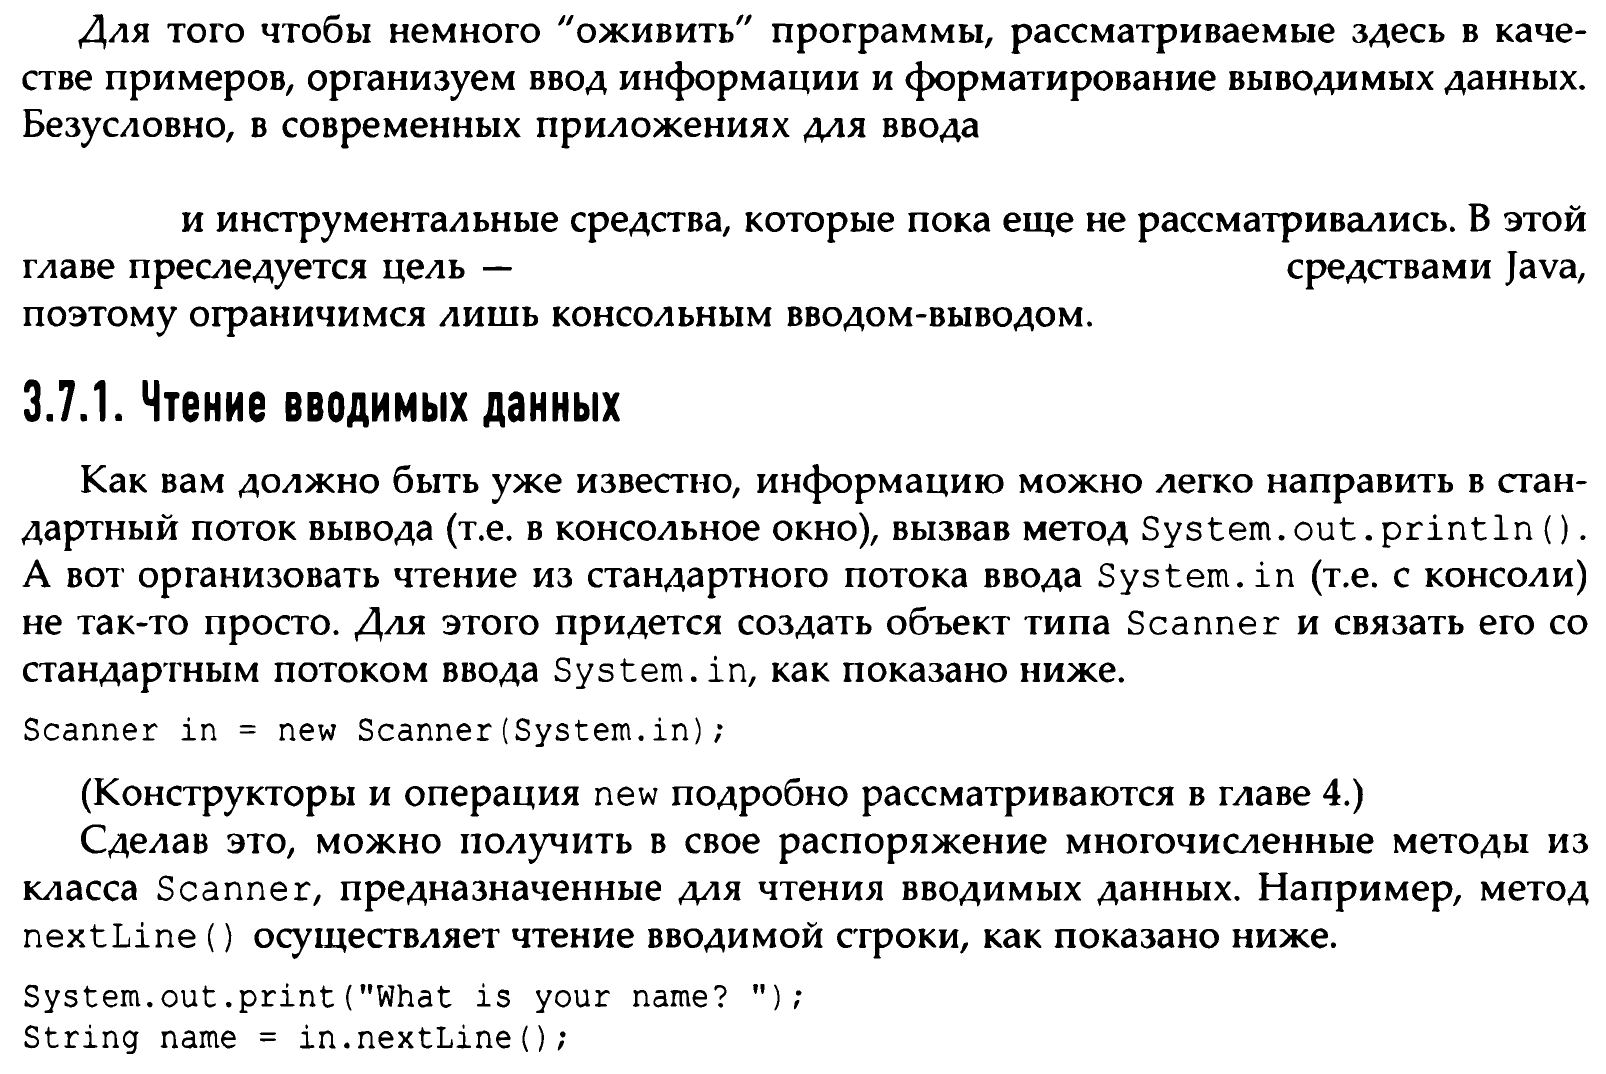 Для того чтобы немного "оживить" программы, рассматриваемые здесь в каче-
стве примеров, организуем ввод информации и форматирование выводимых данных.
Безусловно, в современных приложениях для ввода
и инструментальные средства, которые пока еще не рассматривались. В этой
главе преследуется цель — средствами Java,
поэтому ограничимся лишь консольным вводом-выводом.
3.7.1. Чтение вводимых данных
Как вам должно быть уже известно, информацию можно легко направить в стан-
дартный поток вывода (т.е. в консольное окно), вызвав метод System.out.println().
А вот организовать чтение из стандартного потока ввода System.in (т.е. с консоли)
не так-то просто. Для этого придется создать объект типа Scanner и связать его со
стандартным потоком ввода System.in, как показано ниже.
Scanner in = new Scanner(System.in);
(Конструкторы и операция new подробно рассматриваются в главе 4.)
Сделав это, можно получить в свое распоряжение многочисленные методы из
класса Scanner, предназначенные для чтения вводимых данных. Например, метод
nextLine() осуществляет чтение вводимой строки, как показано ниже.
System.out.print("What is your name? ");
String name = in.nextLine();